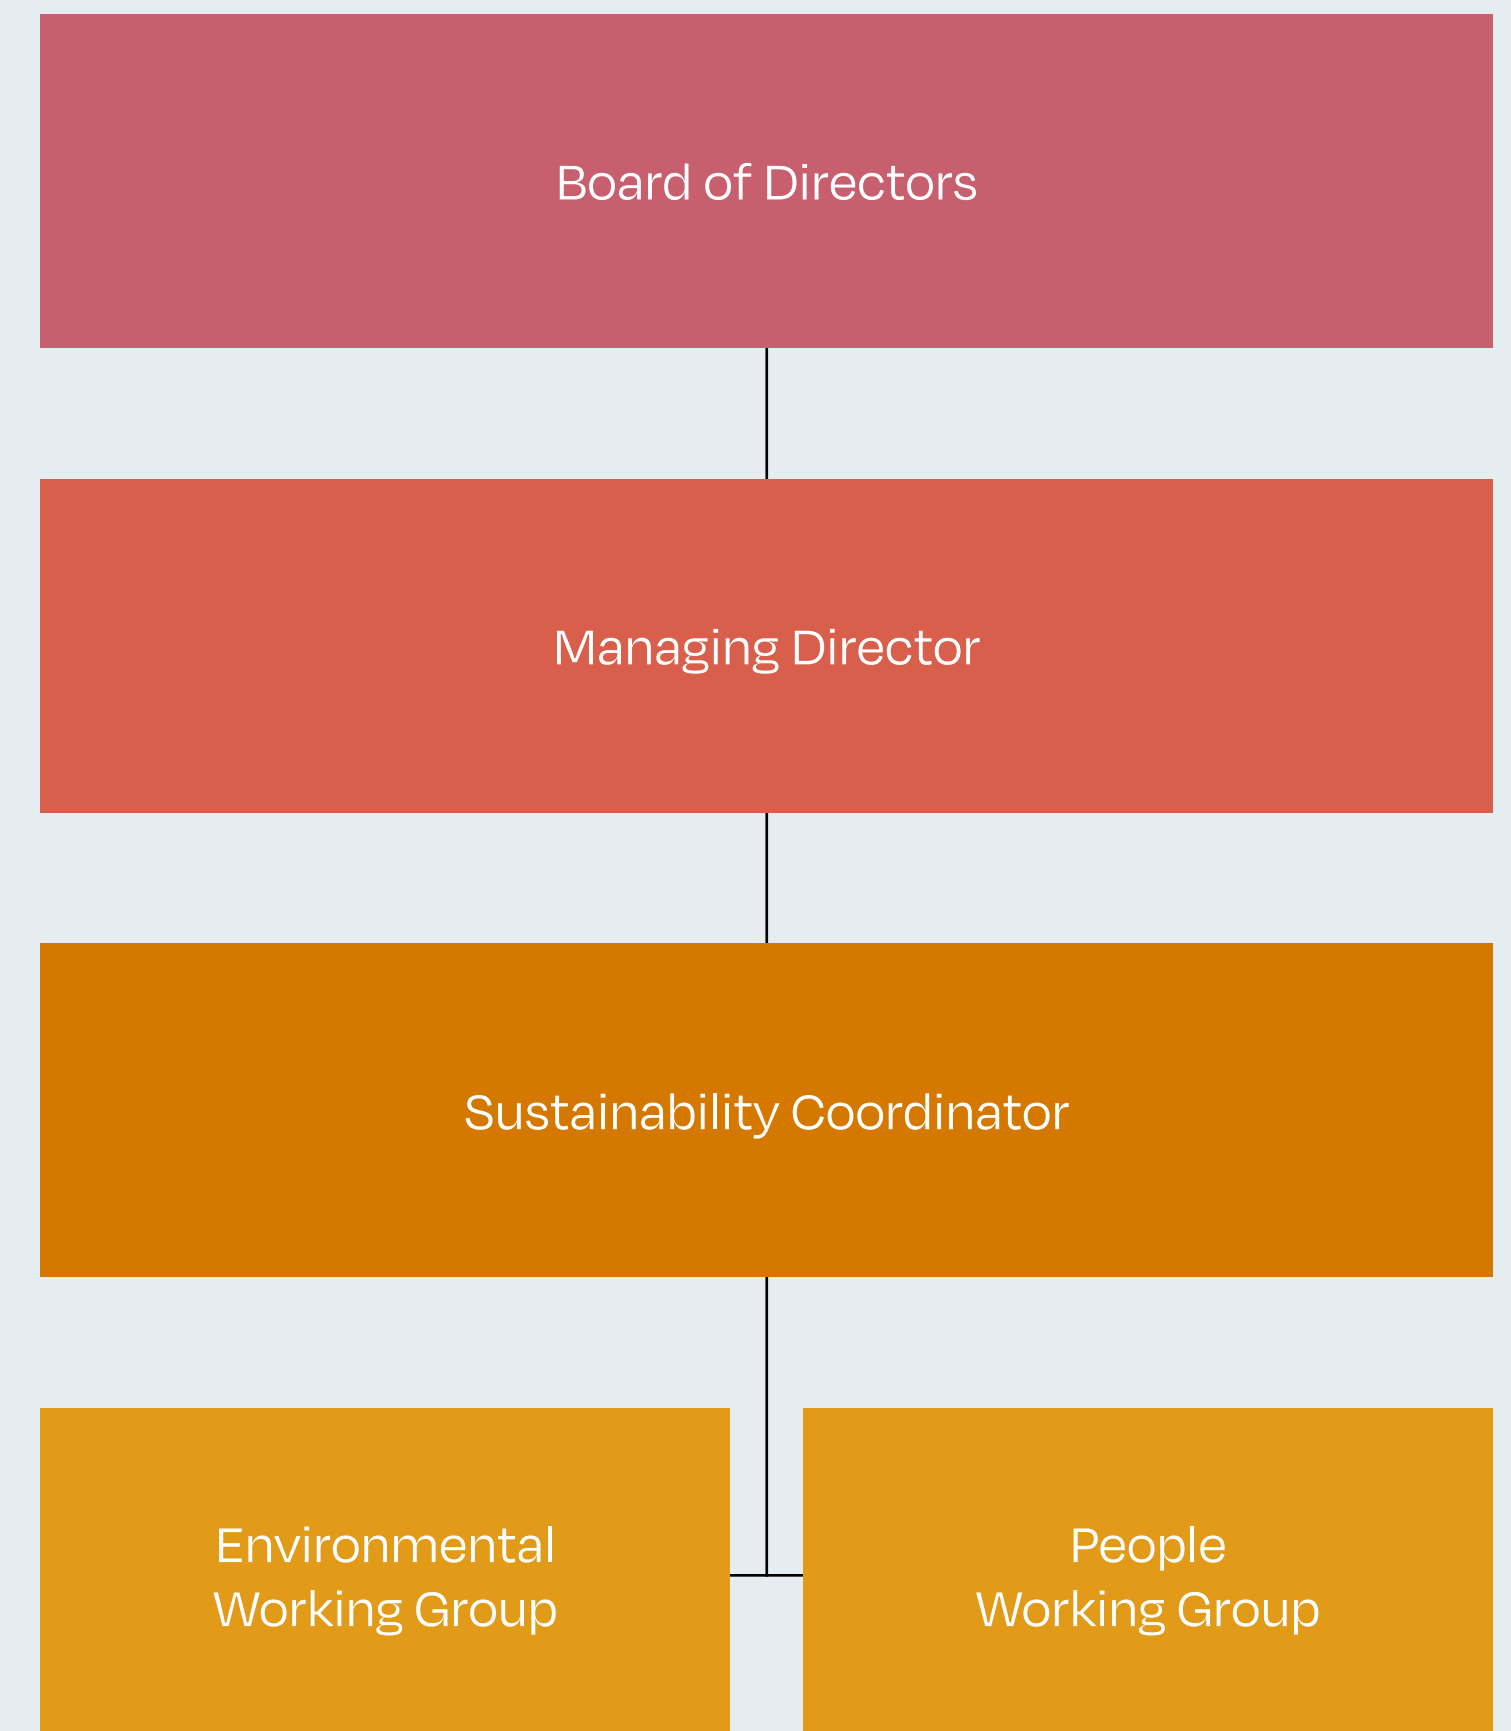 Board of Directors
Managing Director
Sustainability Coordinator
Environmental
Working Group
People
Working Group